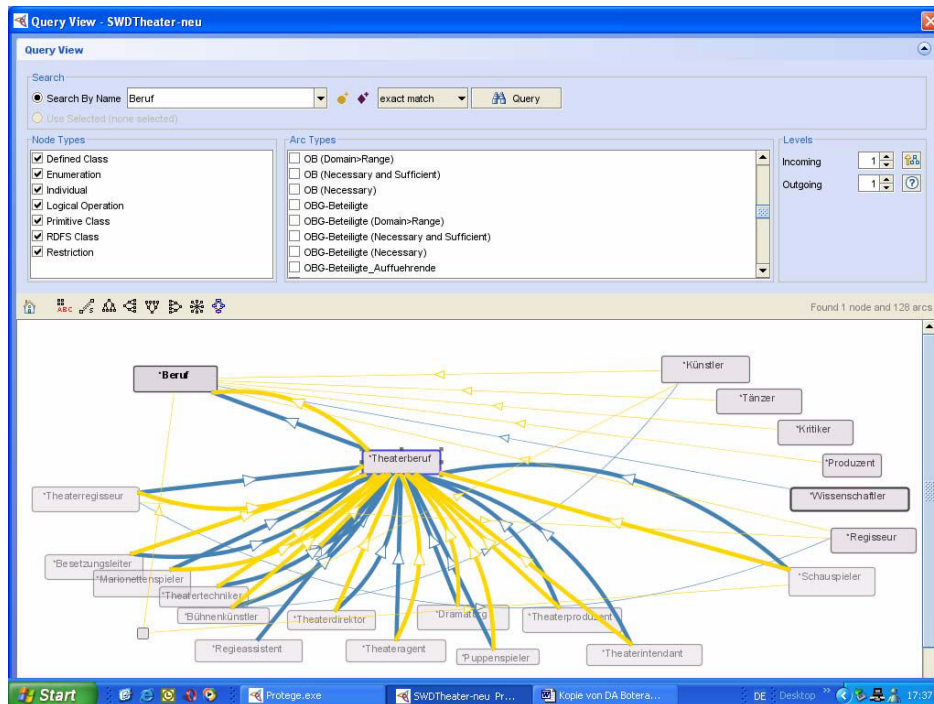 Query View - SWDTheater-neu
Query View
Search
Search By Name Beruf exact match Query
Use Selected (none selected)
Node Types
Defined Class
Enumeration
Individual
Logical Operation
Primitive Class
RDFS Class
Restriction
Arc Types
OB (Domain>Range)
OB (Necessary and Sufficient)
OB (Necessary)
OBG-Beteiligte
OBG-Beteiligte (Domain>Range)
OBG-Beteiligte (Necessary and Sufficient)
OBG-Beteiligte (Necessary)
OBG-Beteiligte_Auffuehrende
Levels
Incoming 1
Outgoing 1
ABC S
Found 1 node and 128 arcs
*Beruf
*Künstler
*Tänzer
*Kritiker
*Theaterberuf
*Produzent
*Theaterregisseur
*Wissenschaftler
*Regisseur
*Besetzungsleiter
*Marionettenspieler
*Schauspieler
*Theatertechniker
*Bühnenkünstler
*Theaterdirektor
*Dramaturg
*Theaterproduzent
*Regieassistent
*Theateragent
*Puppenspieler
*Theaterintendant
Start Protege.exe SWDTheater-neu Pr... Kopie von DA Botera... DE Desktop 17:37